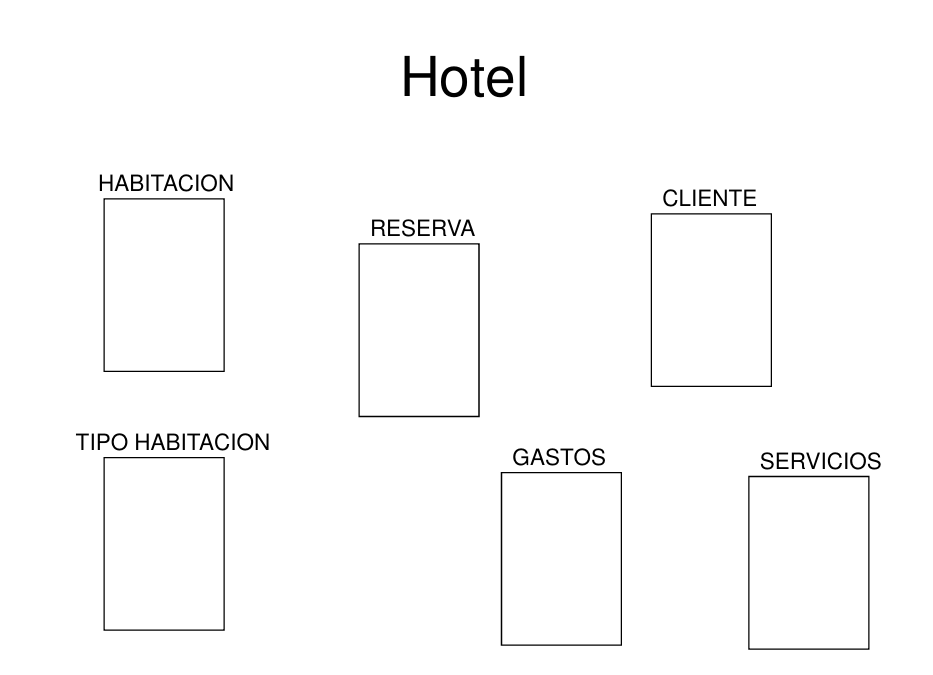 Hotel
HABITACION
CLIENTE
RESERVA
TIPO HABITACION
GASTOS
SERVICIOS